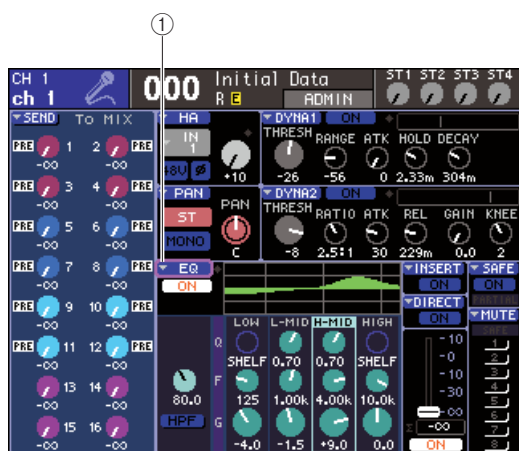 ①
CH 1
ch 1
000 Initial Data
R E ADMIN
ST1 ST2 ST3 ST4
SEND To MIX
PRE 1 2 PRE
-∞ -∞
PRE 3 4 PRE
-∞ -∞
PRE 5 6 PRE
-∞ -∞
PRE 7 8 PRE
-∞ -∞
PRE 9 10 PRE
-∞ -∞
PRE 11 12 PRE
-∞ -∞
13 14
-∞ -∞
15 16
-∞ -∞
HA
IN 1
48V Ø
+10
PAN
ST
MONO
PAN
C
DYNA1 ON
THRESH RANGE ATK HOLD DECAY
-26 -56 0 2.33m 304m
DYNA2 ON
THRESH RATIO ATK REL GAIN KNEE
-8 2.5:1 30 229m 0.0 2
EQ
ON
LOW L-MID H-MID HIGH
Q
SHELF 0.70 0.70 SHELF
F
80.0 125 1.00k 4.00k 10.0k
HPF
G
-4.0 -1.5 +9.0 0.0
INSERT
ON
DIRECT
ON
-10
-0
-10
-30
-∞
Σ -∞
ON
SAFE
ON
PARTIAL
MUTE
SAFE
1
2
3
4
5
6
7
8